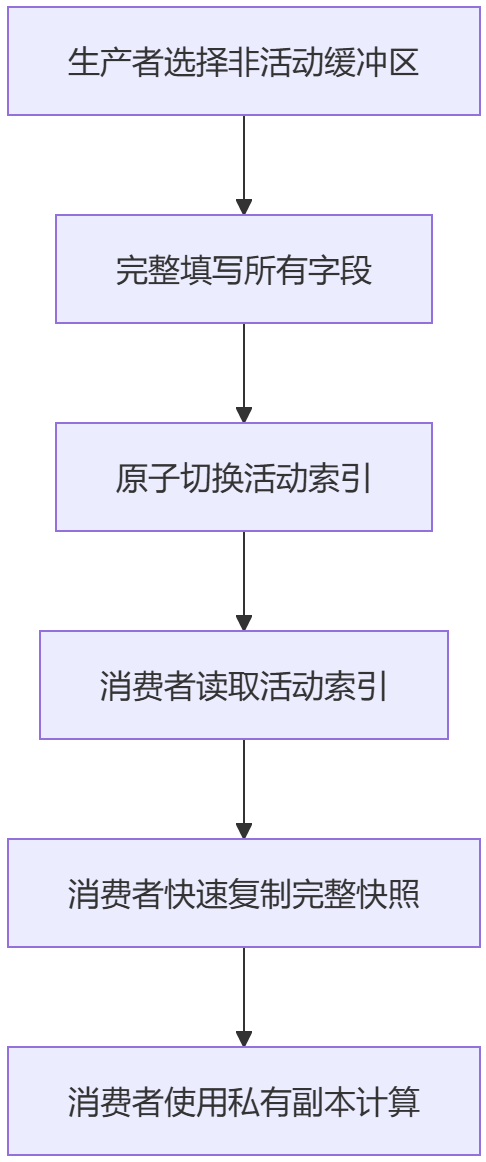 生产者选择非活动缓冲区
完整填写所有字段
原子切换活动索引
消费者读取活动索引
消费者快速复制完整快照
消费者使用私有副本计算